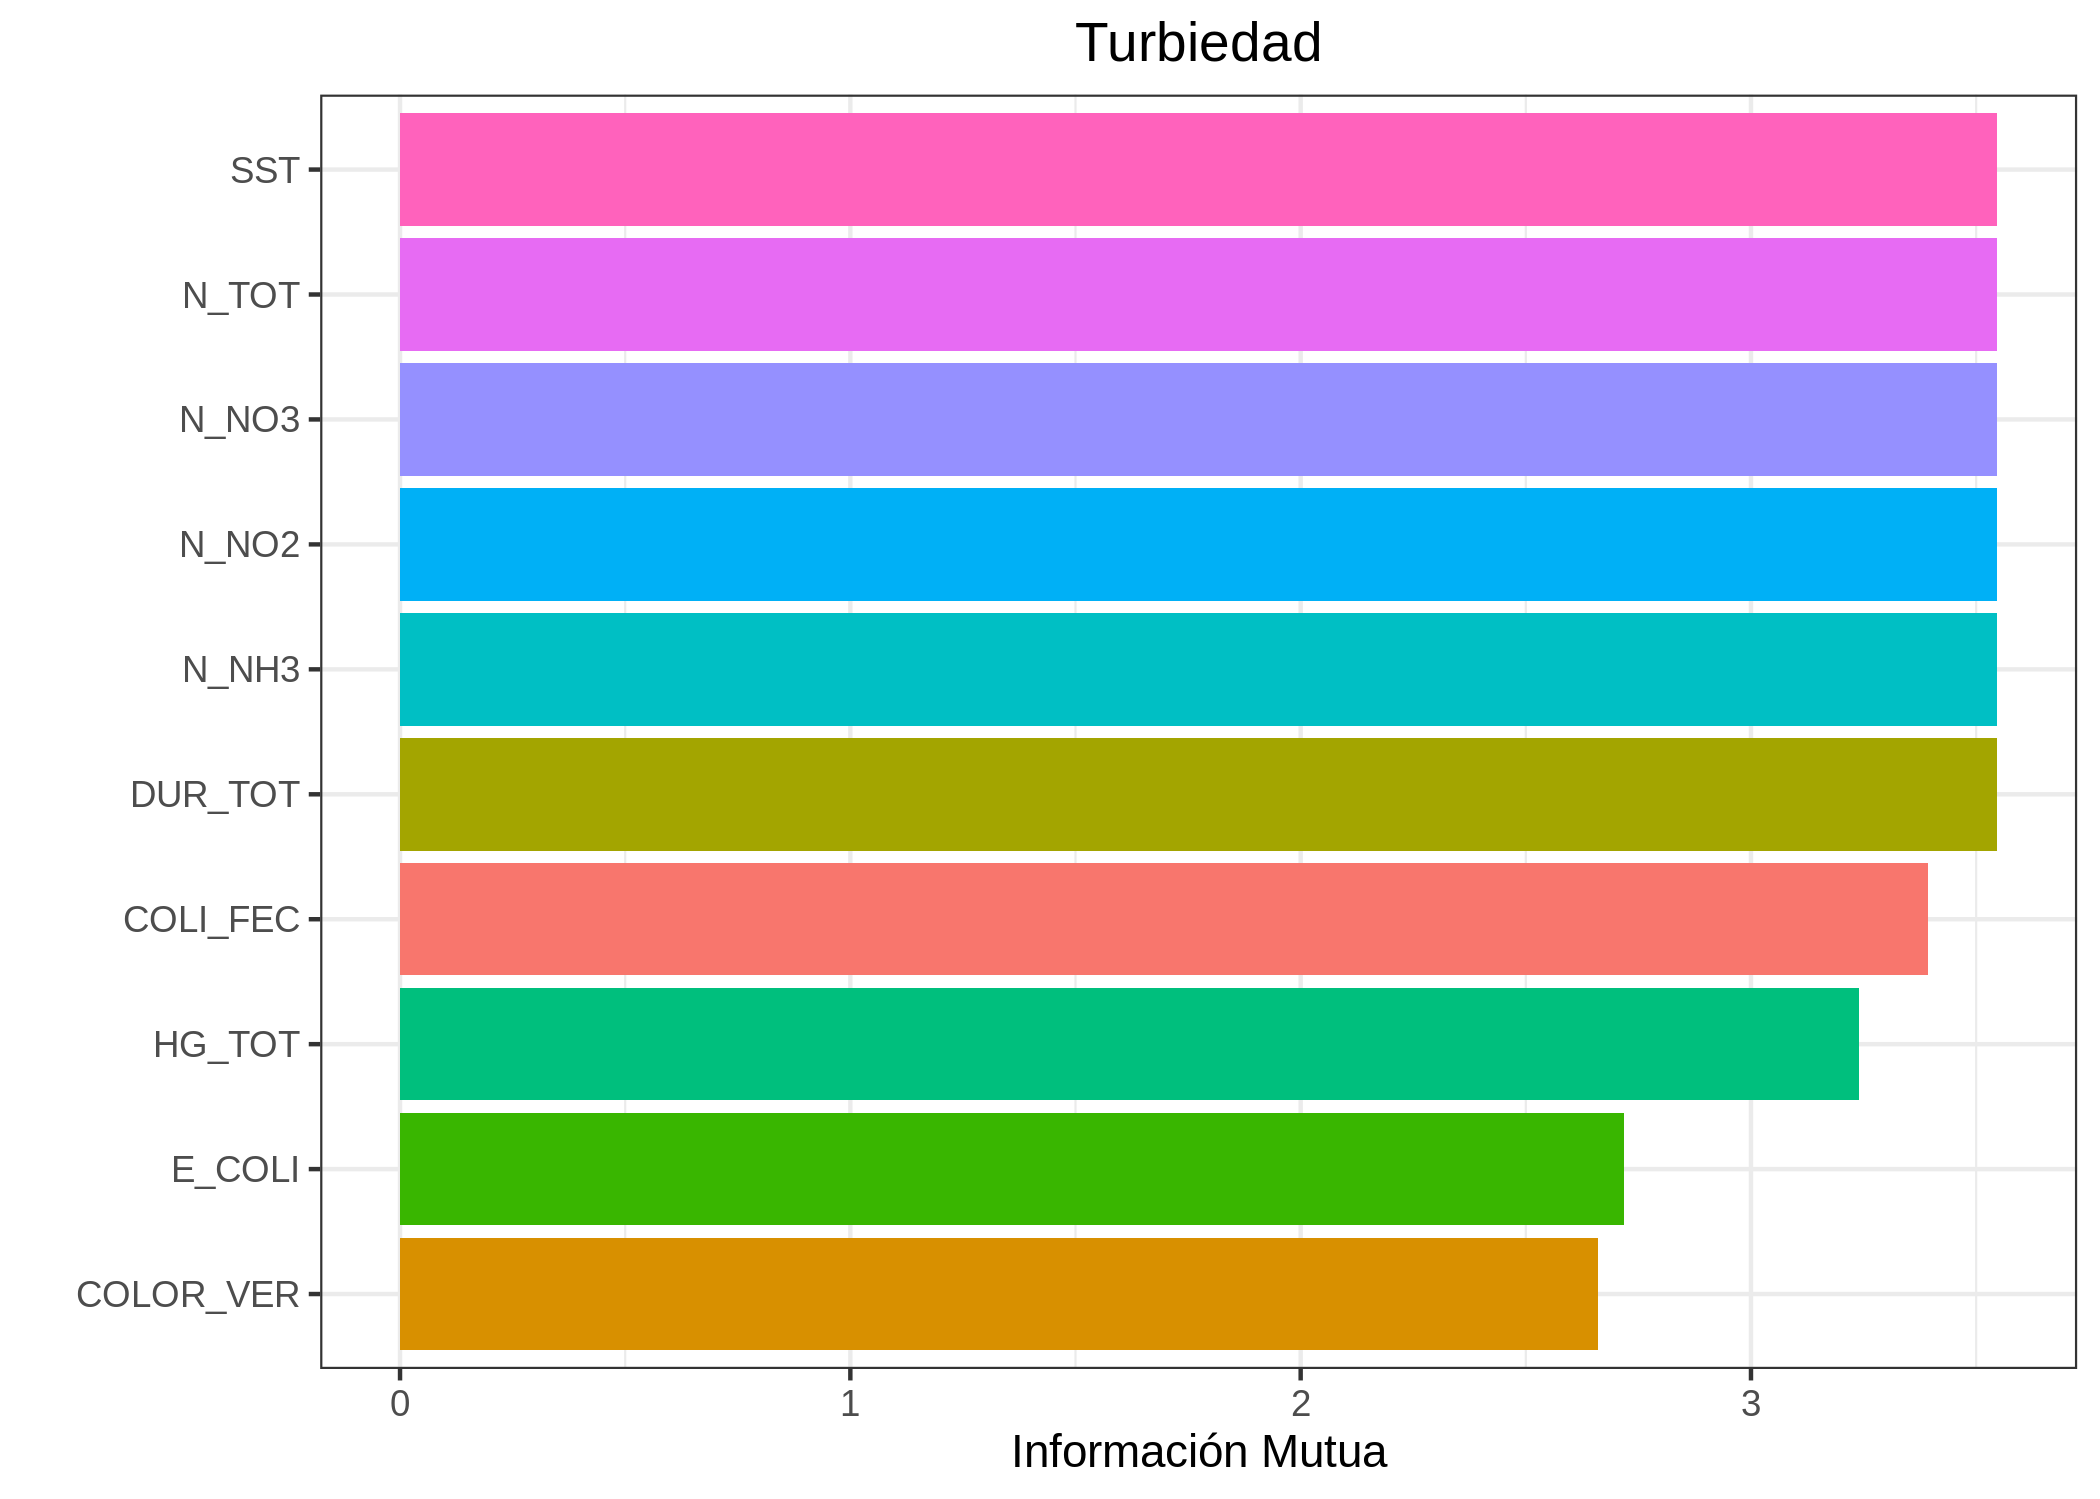 Turbiedad
SST
N_TOT
N_NO3
N_NO2
N_NH3
DUR_TOT
COLI_FEC
HG_TOT
E_COLI
COLOR_VER
0 1 2 3
Información Mutua